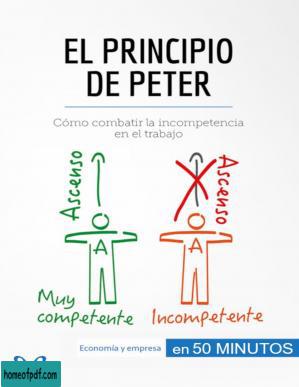 EL PRINCIPIO
DE PETER
Cómo combatir la incompetencia
en el trabajo
Ascenso
Ascenso
A
A
Muy
competente
Incompetente
Economía y empresa
en 50 MINUTOS
homeofpdf.com